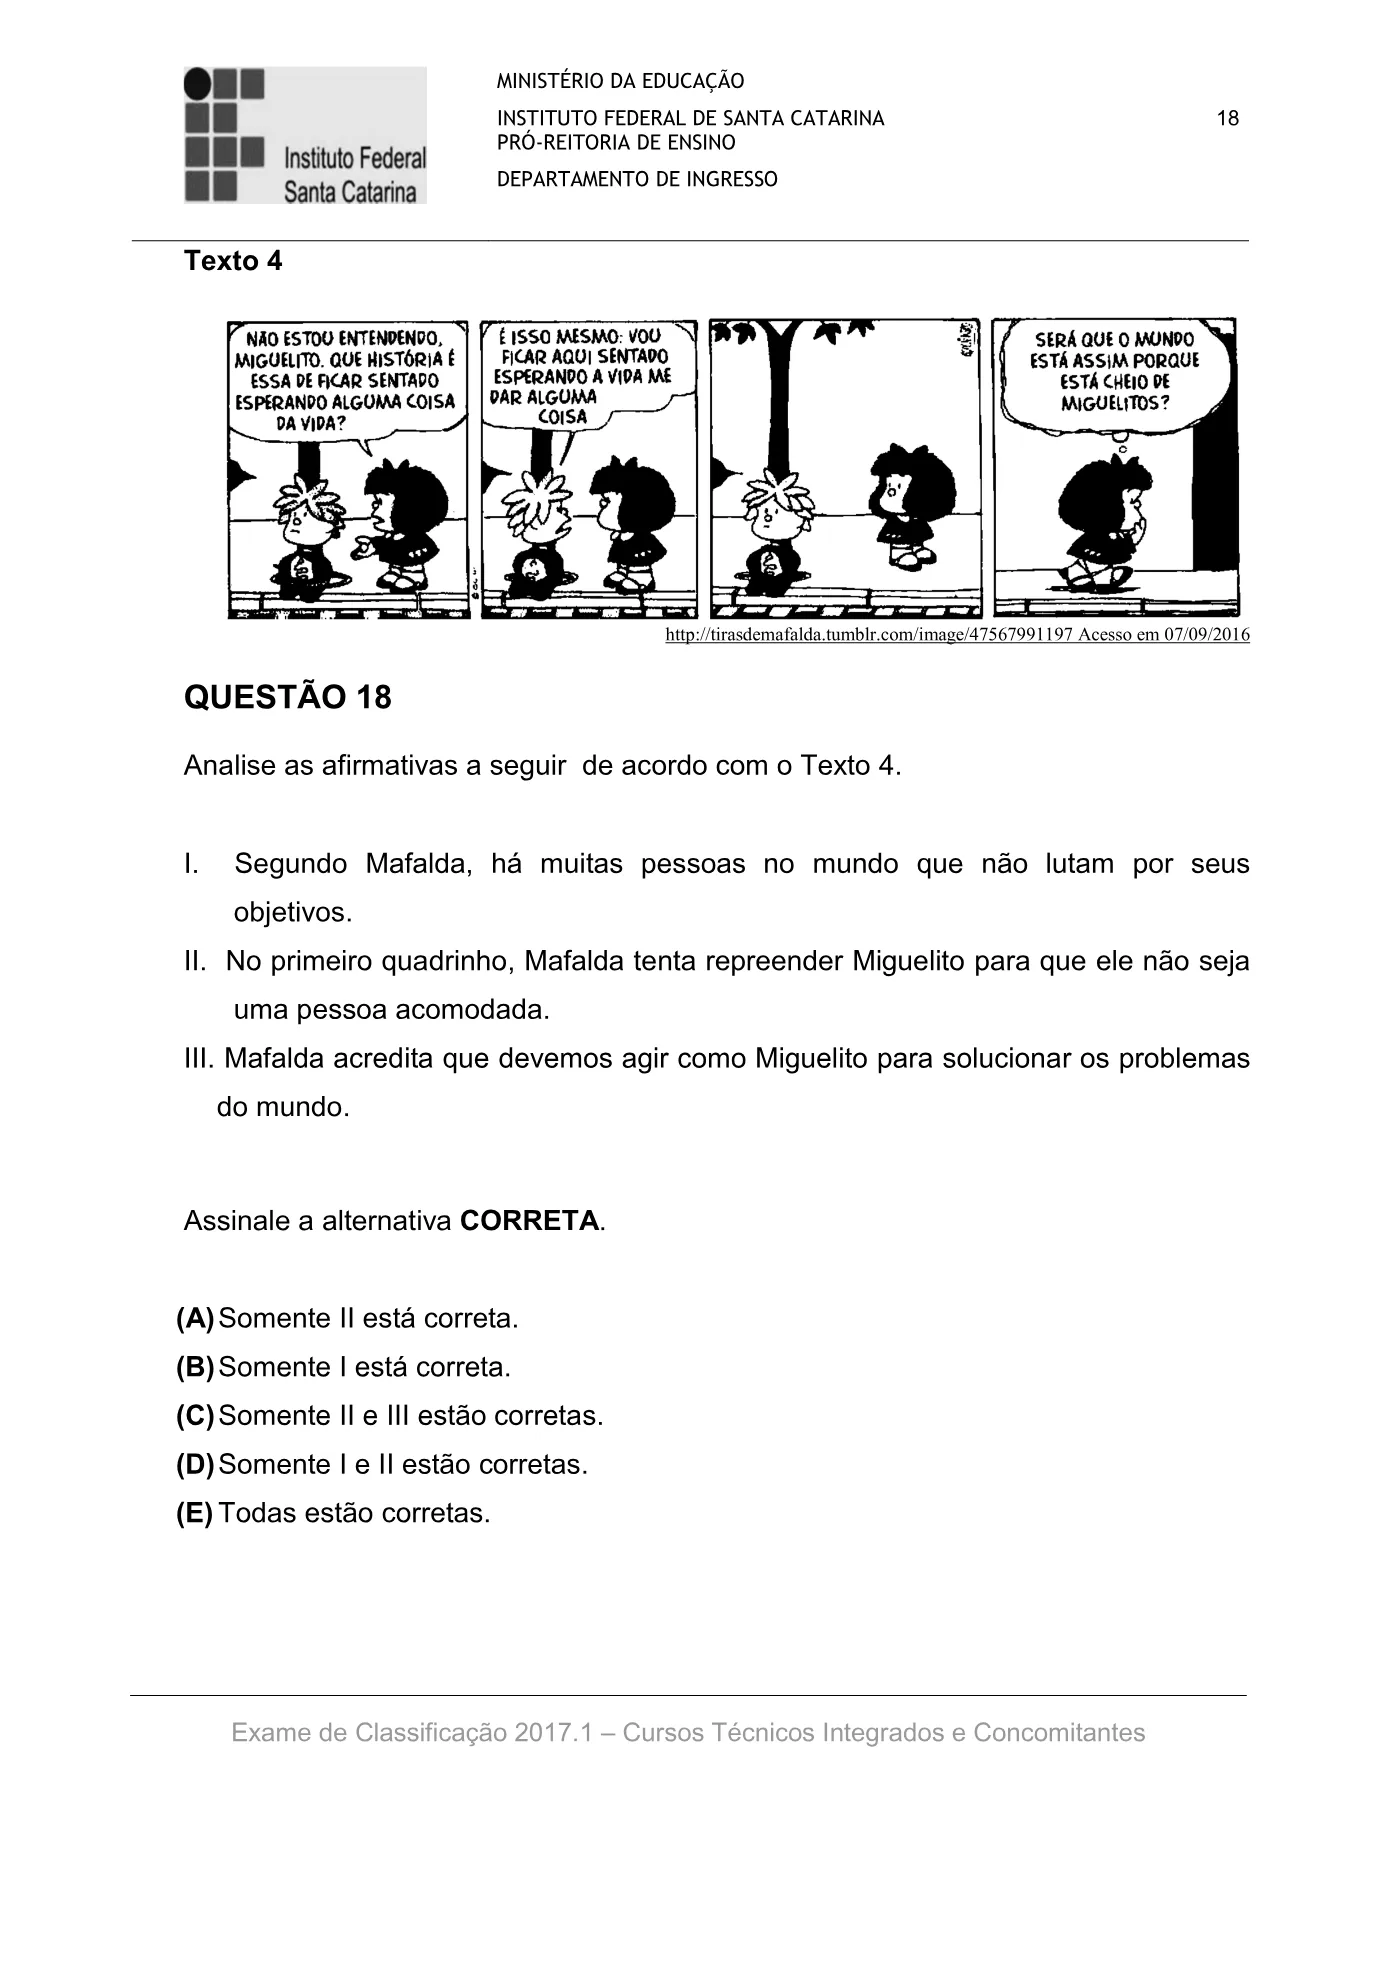 Instituto Federal
Santa Catarina
MINISTÉRIO DA EDUCAÇÃO
INSTITUTO FEDERAL DE SANTA CATARINA
18
PRÓ-REITORIA DE ENSINO
DEPARTAMENTO DE INGRESSO
Texto 4
NÃO ESTOU ENTENDENDO,
MIGUELITO. QUE HISTÓRIA É
ESSA DE FICAR SENTADO
ESPERANDO ALGUMA COISA
DA VIDA?
É ISSO MESMO: VOU
FICAR AQUI SENTADO
ESPERANDO A VIDA ME
DAR ALGUMA
COISA
SERÁ QUE O MUNDO
ESTÁ ASSIM PORQUE
ESTÁ CHEIO DE
MIGUELITOS?
http://tirasdemafalda.tumblr.com/image/47567991197 Acesso em 07/09/2016
QUESTÃO 18
Analise as afirmativas a seguir  de acordo com o Texto 4.
I. Segundo Mafalda, há muitas pessoas no mundo que não lutam por seus
objetivos.
II. No primeiro quadrinho, Mafalda tenta repreender Miguelito para que ele não seja
uma pessoa acomodada.
III. Mafalda acredita que devemos agir como Miguelito para solucionar os problemas
do mundo.
Assinale a alternativa CORRETA.
(A) Somente II está correta.
(B) Somente I está correta.
(C) Somente II e III estão corretas.
(D) Somente I e II estão corretas.
(E) Todas estão corretas.
Exame de Classificação 2017.1 – Cursos Técnicos Integrados e Concomitantes